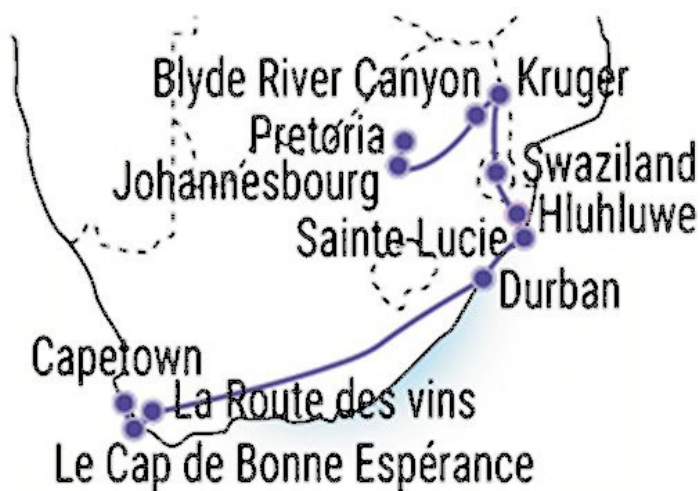 Blyde River Canyon
Kruger
Pretoria
Johannesbourg
Swaziland
Hluhluwe
Sainte-Lucie
Durban
Capetown
La Route des vins
Le Cap de Bonne Espérance